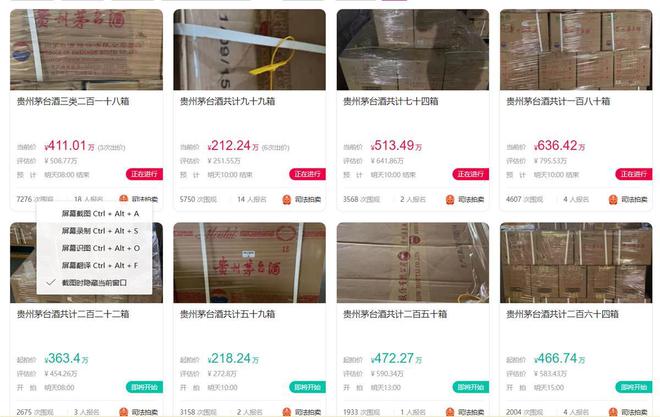 贵州茅台酒
贵州茅台酒三类二百一十八箱
当前价 ¥411.01万 (3次出价)
评估价 ¥ 508.77万
预 计 明天08:00 结束
正在进行
7276 次围观 18 人报名 司法拍卖
09/15
贵州茅台酒共计九十九箱
当前价 ¥212.24万 (6次出价)
评估价 ¥ 251.55万
预 计 明天10:00 结束
正在进行
5750 次围观 14 人报名 司法拍卖
贵州茅台酒共计七十四箱
当前价 ¥513.49万
评估价 ¥ 641.86万
预 计 明天10:00 结束
正在进行
3568 次围观 2 人报名 司法拍卖
贵州茅台酒共计一百八十箱
当前价 ¥636.42万
评估价 ¥ 795.53万
预 计 明天10:00 结束
正在进行
4607 次围观 4 人报名 司法拍卖
屏幕截图 Ctrl + Alt + A
屏幕录制 Ctrl + Alt + S
屏幕识图 Ctrl + Alt + O
屏幕翻译 Ctrl + Alt + F
截图时隐藏当前窗口
贵州茅台酒
贵州茅台酒共计二百二十二箱
起拍价 ¥363.4万
评估价 ¥ 454.26万
开 拍 明天08:00
即将开始
2675 次围观 3 人报名 司法拍卖
贵州茅台酒
贵州茅台酒共计五十九箱
起拍价 ¥218.24万
评估价 ¥ 272.8万
开 拍 明天10:00
即将开始
3158 次围观 2 人报名 司法拍卖
贵州茅台酒共计二百五十箱
起拍价 ¥472.27万
评估价 ¥ 590.34万
开 拍 明天13:00
即将开始
1933 次围观 1 人报名 司法拍卖
贵州茅台酒共计二百六十四箱
起拍价 ¥466.74万
评估价 ¥ 583.43万
开 拍 明天15:00
即将开始
2004 次围观 4 人报名 司法拍卖